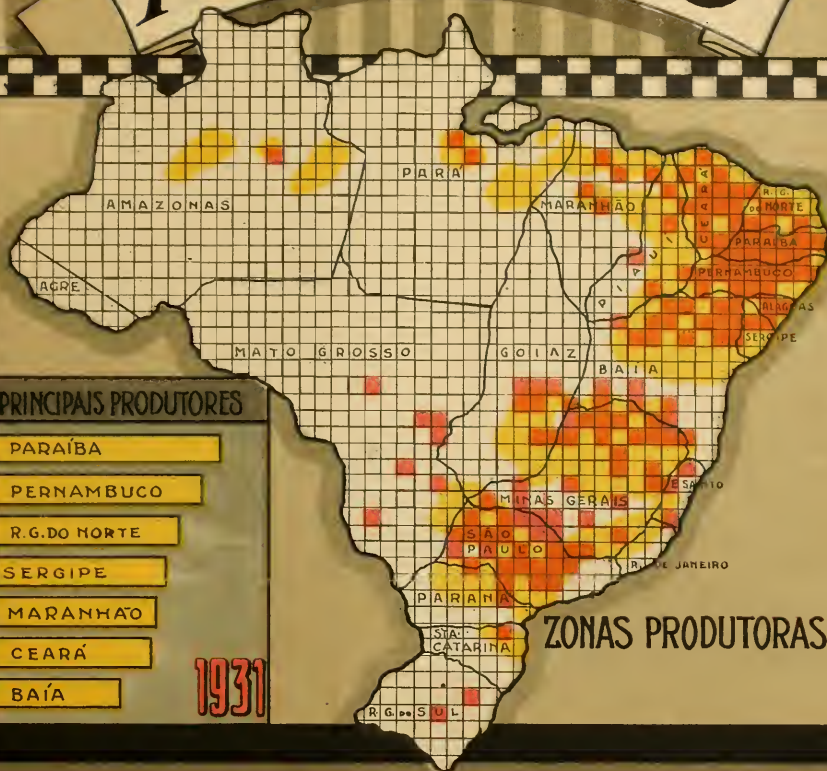 AMAZONAS
PARÁ
MARANHÃO
CEARÁ
R.G.
DO NORTE
PARAÍBA
PIAUÍ
PERNAMBUCO
ALAGOAS
SERGIPE
ACRE
MATO GROSSO
GOIAZ
BAÍA
PRINCIPAIS PRODUTORES
PARAÍBA
PERNAMBUCO
R.G.DO NORTE
SERGIPE
MARANHÃO
CEARÁ
BAÍA
1931
MINAS GERAIS
E. SANTO
SÃO
PAULO
R. DE JANEIRO
PARANÁ
STA.
CATARINA
R.G. DO SUL
ZONAS PRODUTORAS